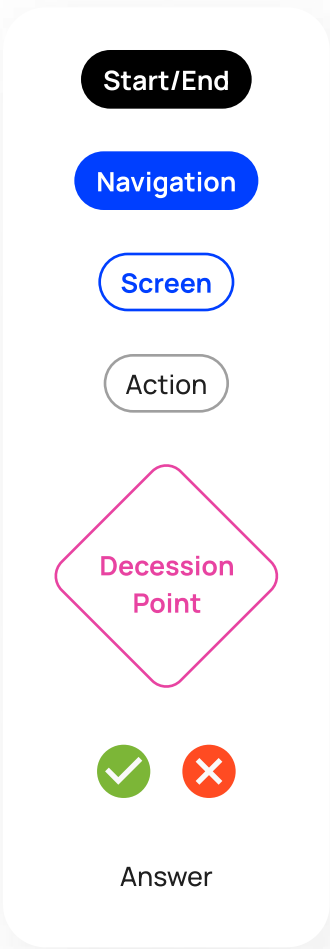 Start/End
Navigation
Screen
Action
Decession
Point
Answer